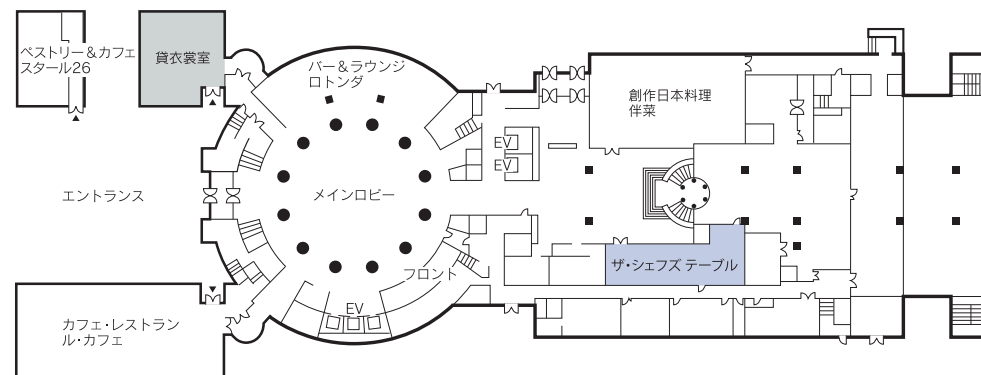 ペストリー＆カフェ
スタール26
貸衣裳室
バー＆ラウンジ
ロトンダ
創作日本料理
伴菜
EV
EV
エントランス
メインロビー
フロント
ザ・シェフズ テーブル
EV
カフェ・レストラン
ル・カフェ